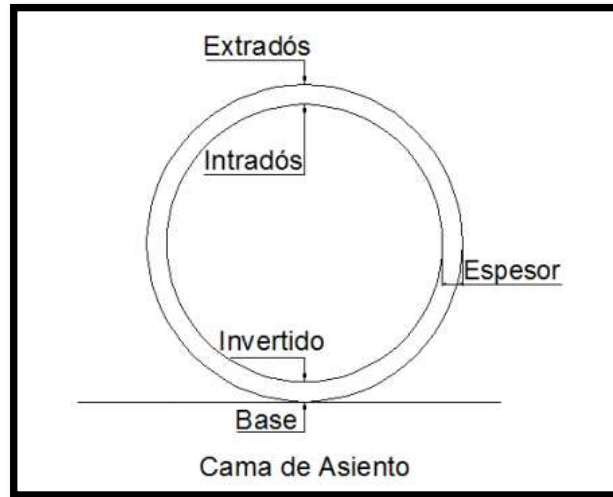 Extradós
Intradós
Espesor
Invertido
Base
Cama de Asiento